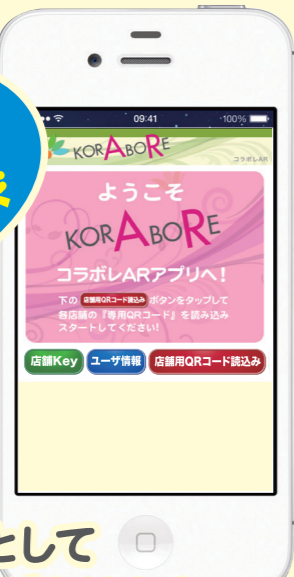 09:41
100%
KORABORE
コラボレAR
ようこそ
KORABORE
コラボレARアプリへ!
下の 店舗用QRコード読込み ボタンをタップして
各店舗の『専用QRコード』を読み込み
スタートしてください!
店舗Key ユーザ情報 店舗用QRコード読込み
として